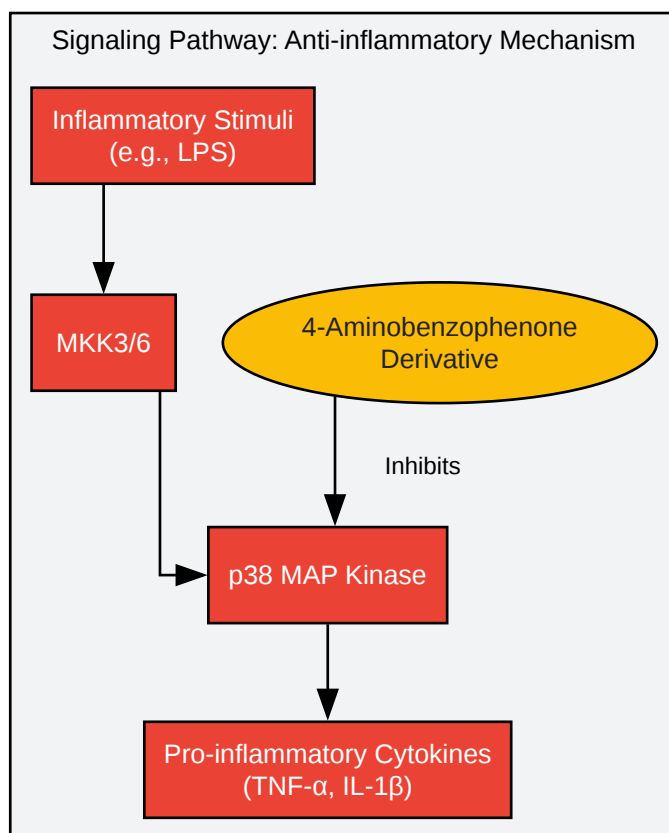 Signaling Pathway: Anti-inflammatory Mechanism
Inflammatory Stimuli
(e.g., LPS)
MKK3/6
4-Aminobenzophenone
Derivative
Inhibits
p38 MAP Kinase
Pro-inflammatory Cytokines
(TNF-α, IL-1β)